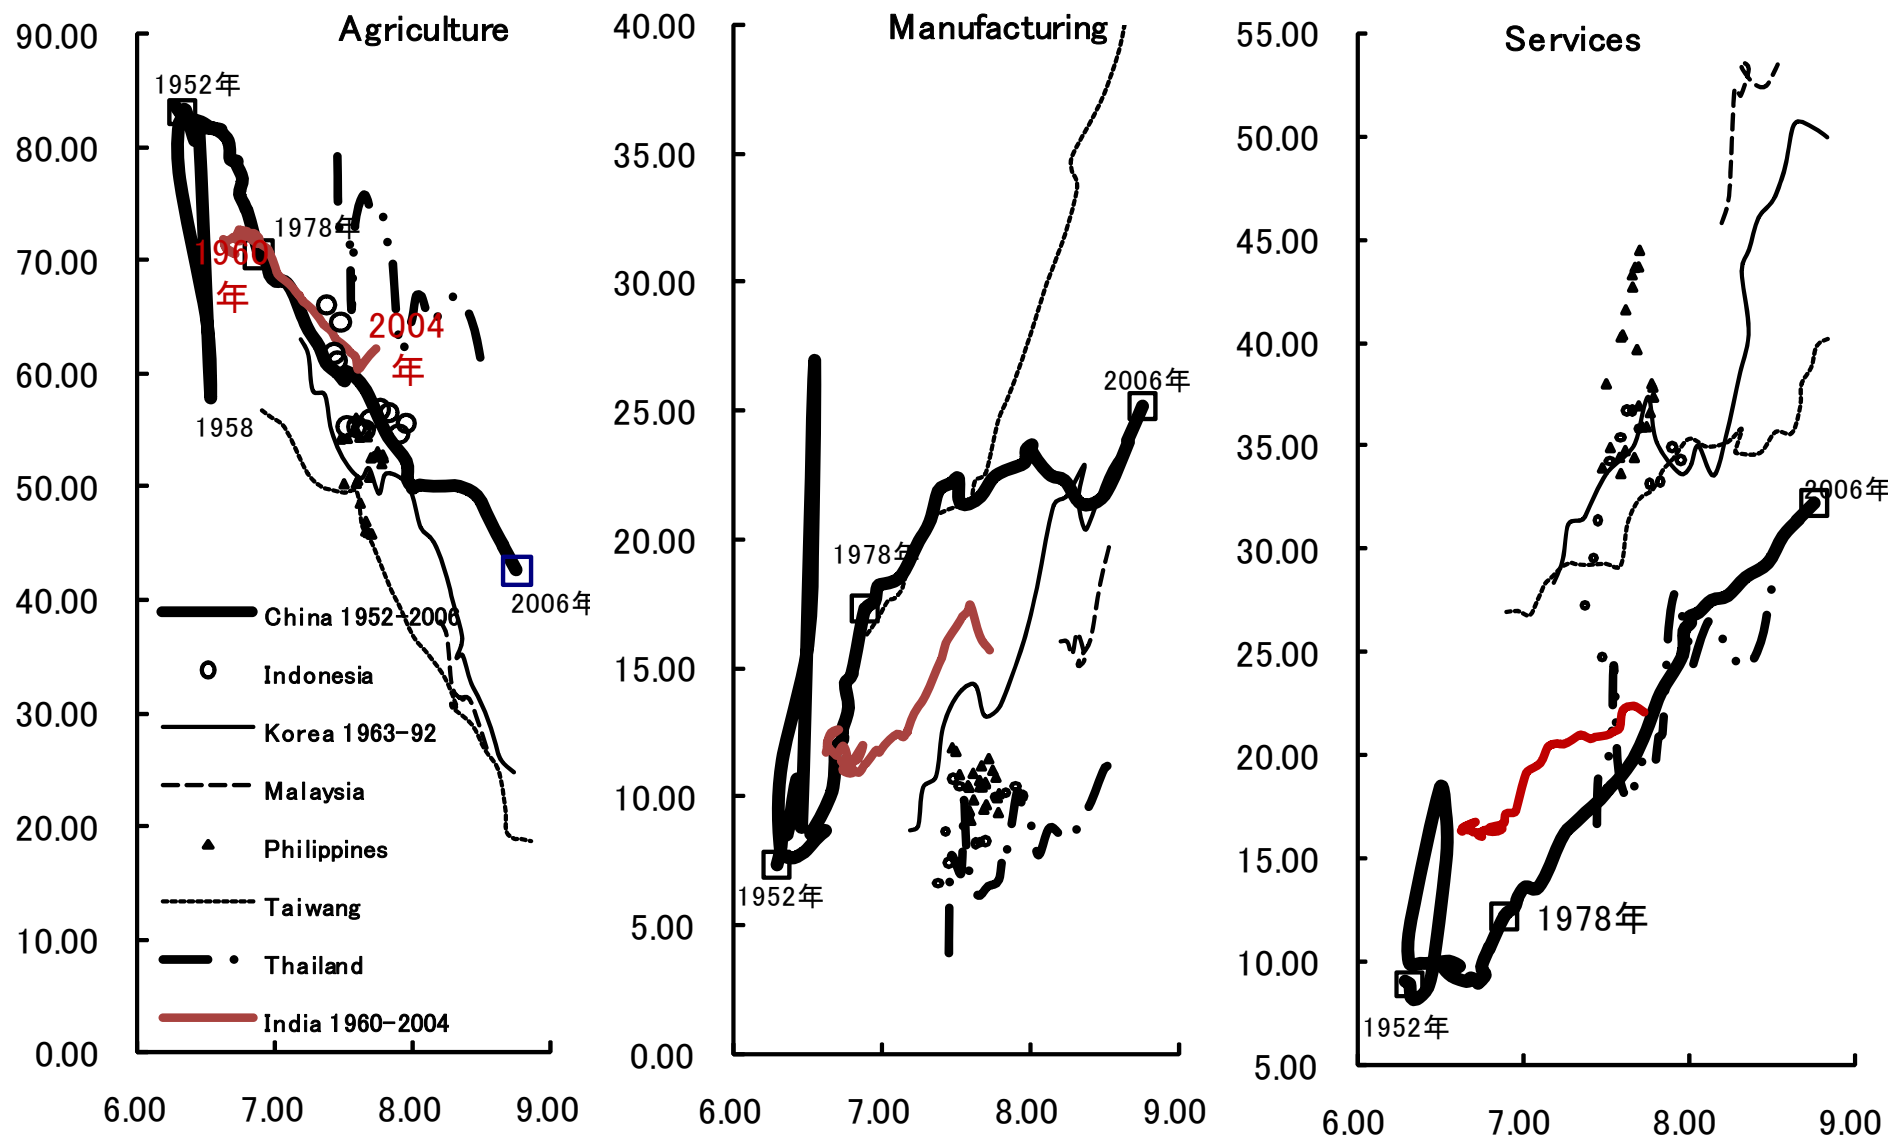 Agriculture
90.00
80.00
70.00
60.00
50.00
40.00
30.00
20.00
10.00
0.00
6.00
7.00
8.00
9.00
1952年
1978年
1960
年
2004
年
1958
2006年
China 1952-2006
Indonesia
Korea 1963-92
Malaysia
Philippines
Taiwang
Thailand
India 1960-2004
Manufacturing
40.00
35.00
30.00
25.00
20.00
15.00
10.00
5.00
0.00
6.00
7.00
8.00
9.00
2006年
1978年
1952年
Services
55.00
50.00
45.00
40.00
35.00
30.00
25.00
20.00
15.00
10.00
5.00
6.00
7.00
8.00
9.00
2006年
1978年
1952年